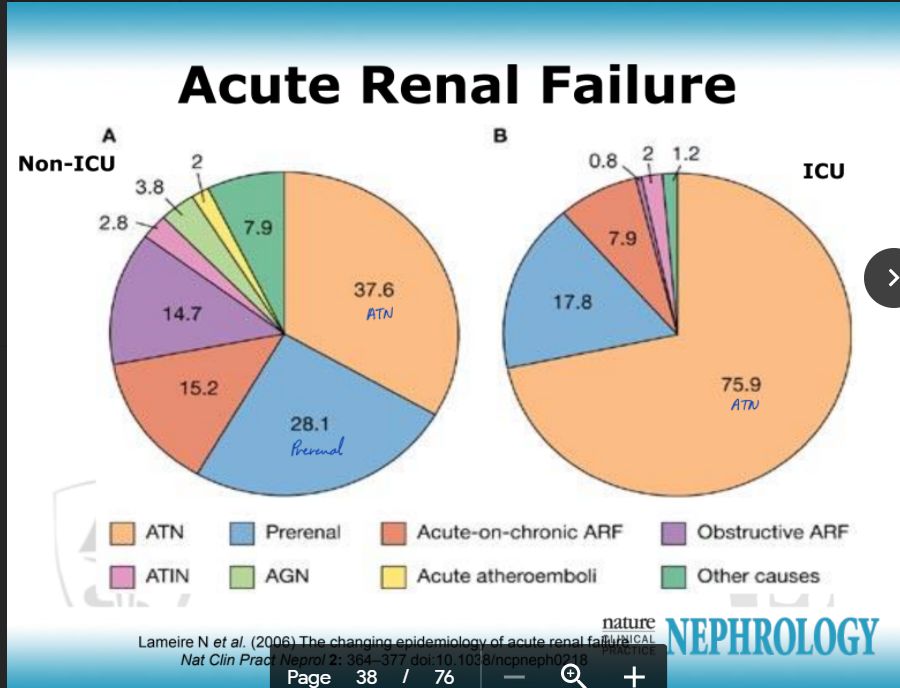 Acute Renal Failure
A
B
Non-ICU
ICU
2
3.8
2.8
7.9
37.6
ATN
14.7
15.2
28.1
Prerenal
0.8
2
1.2
7.9
17.8
75.9
ATN
ATN
Prerenal
Acute-on-chronic ARF
Obstructive ARF
ATIN
AGN
Acute atheroemboli
Other causes
nature
CLINICAL
PRACTICE
NEPHROLOGY
Lameire N et al. (2006) The changing epidemiology of acute renal failure.
Nat Clin Pract Neprol 2: 364–377 doi:10.1038/ncpneph0218
Page 38 / 76